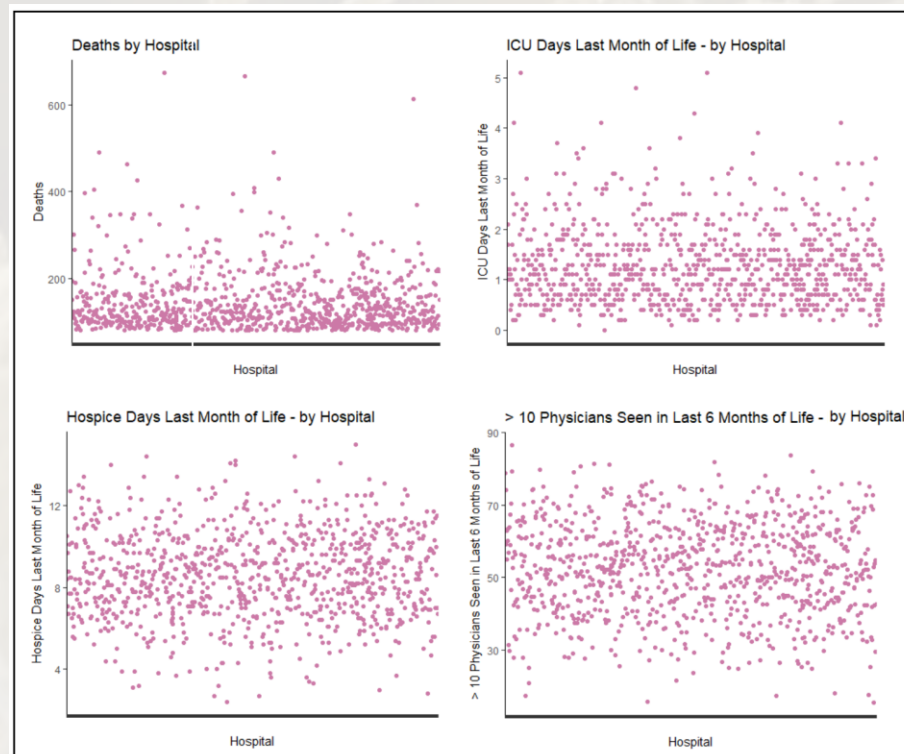 Deaths by Hospital
Deaths
600
400
200
Hospital
ICU Days Last Month of Life - by Hospital
ICU Days Last Month of Life
5
4
3
2
1
0
Hospital
Hospice Days Last Month of Life - by Hospital
Hospice Days Last Month of Life
12
8
4
Hospital
> 10 Physicians Seen in Last 6 Months of Life - by Hospital
> 10 Physicians Seen in Last 6 Months of Life
90
70
50
30
Hospital